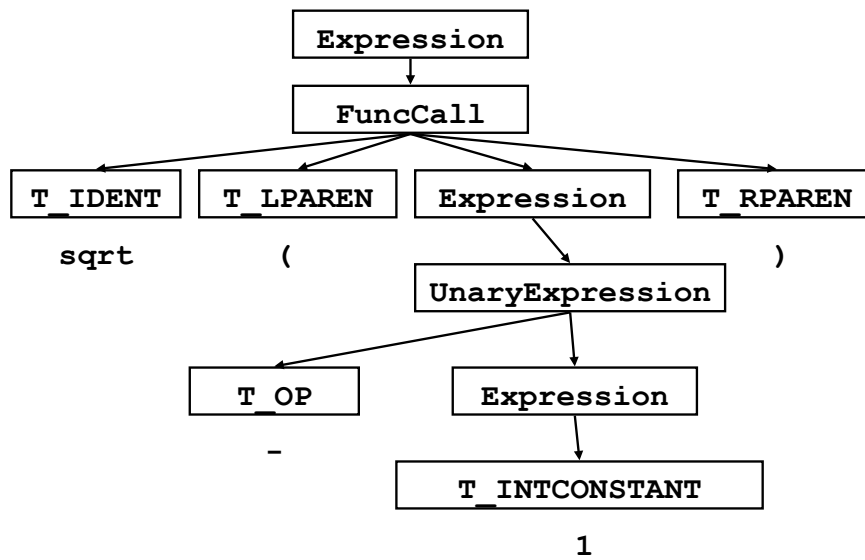 Expression
FuncCall
T_IDENT T_LPAREN Expression T_RPAREN
sqrt ( )
UnaryExpression
T_OP Expression
-
T_INTCONSTANT
1